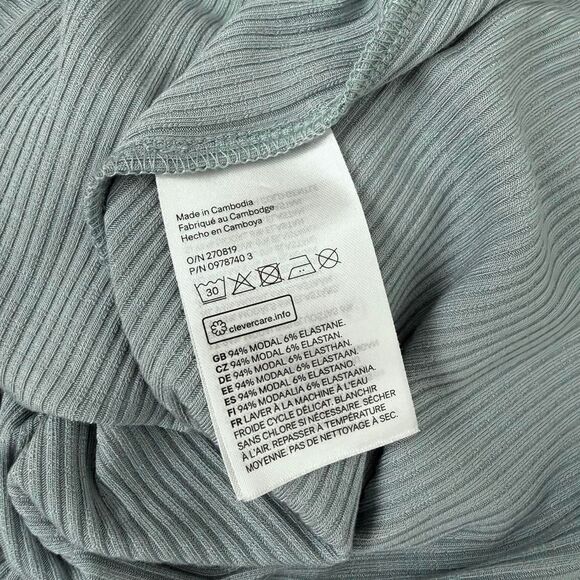 Made in Cambodia
Fabriqué au Cambodge
Hecho en Camboya
O/N 270819
P/N 0978740 3
30
clevercare.info
GB 94% MODAL 6% ELASTANE.
CZ 94% MODAL 6% ELASTAN.
DE 94% MODAL 6% ELASTHAN.
EE 94% MODAAL 6% ELASTAAN.
ES 94% MODAL 6% ELASTANO.
FI 94% MODAALIA 6% ELASTAANIA.
FR LAVER À LA MACHINE À L'EAU
FROIDE CYCLE DÉLICAT. BLANCHIR
SANS CHLORE SI NÉCESSAIRE. SÉCHER
À L'AIR. REPASSER À TEMPÉRATURE
MOYENNE. PAS DE NETTOYAGE À SEC.